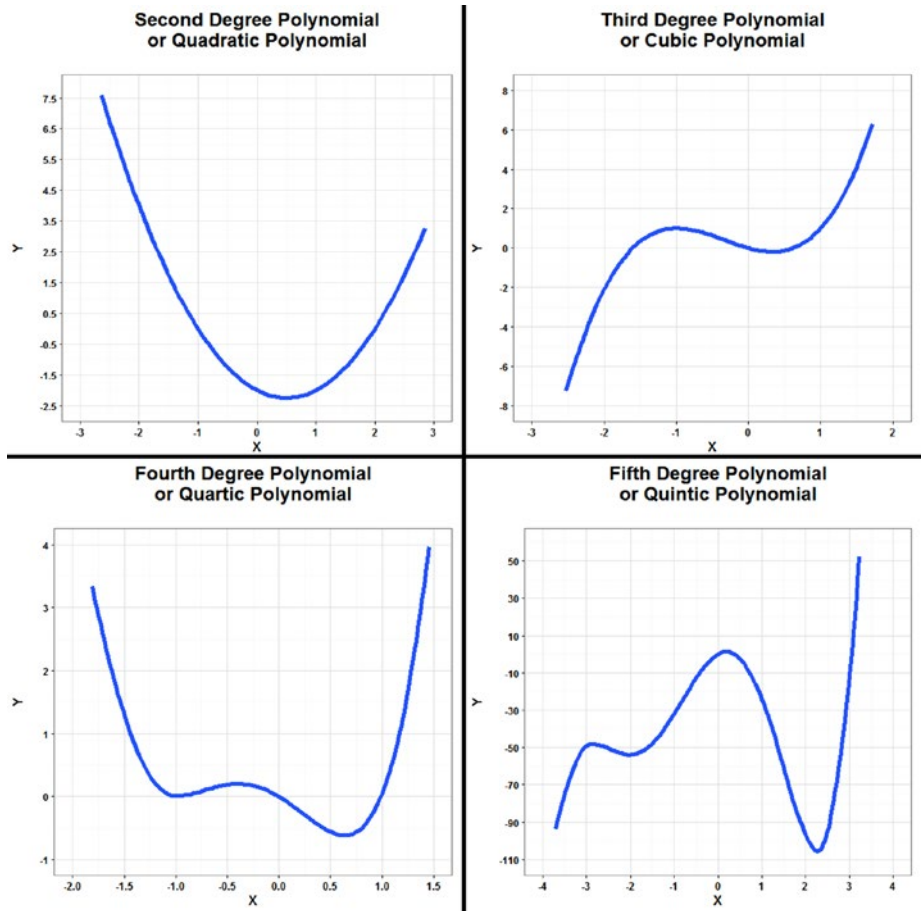 Second Degree Polynomial
or Quadratic Polynomial
7.5
6.5
5.5
4.5
3.5
2.5
1.5
0.5
-0.5
-1.5
-2.5
Y
-3 -2 -1 0 1 2 3
X
Third Degree Polynomial
or Cubic Polynomial
8
6
4
2
0
-2
-4
-6
-8
Y
-3 -2 -1 0 1 2
X
Fourth Degree Polynomial
or Quartic Polynomial
4
3
2
1
0
-1
Y
-2.0 -1.5 -1.0 -0.5 0.0 0.5 1.0 1.5
X
Fifth Degree Polynomial
or Quintic Polynomial
50
30
10
-10
-30
-50
-70
-90
-110
Y
-4 -3 -2 -1 0 1 2 3 4
X